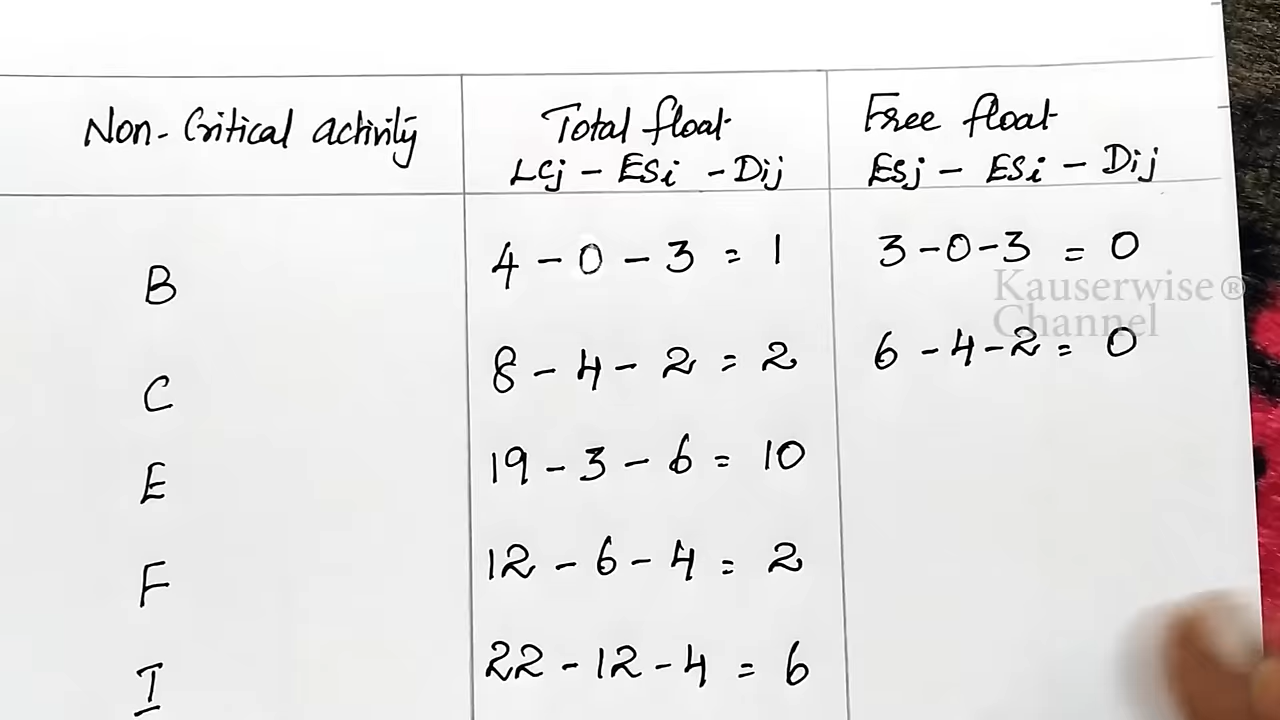 Non-Critical activity Total float Free float
LCj - ESi - Dij ESj - ESi - Dij
B 4 - 0 - 3 = 1 3 - 0 - 3 = 0
Kauserwise®
Channel
C 8 - 4 - 2 = 2 6 - 4 - 2 = 0
E 19 - 3 - 6 = 10
F 12 - 6 - 4 = 2
I 22 - 12 - 4 = 6